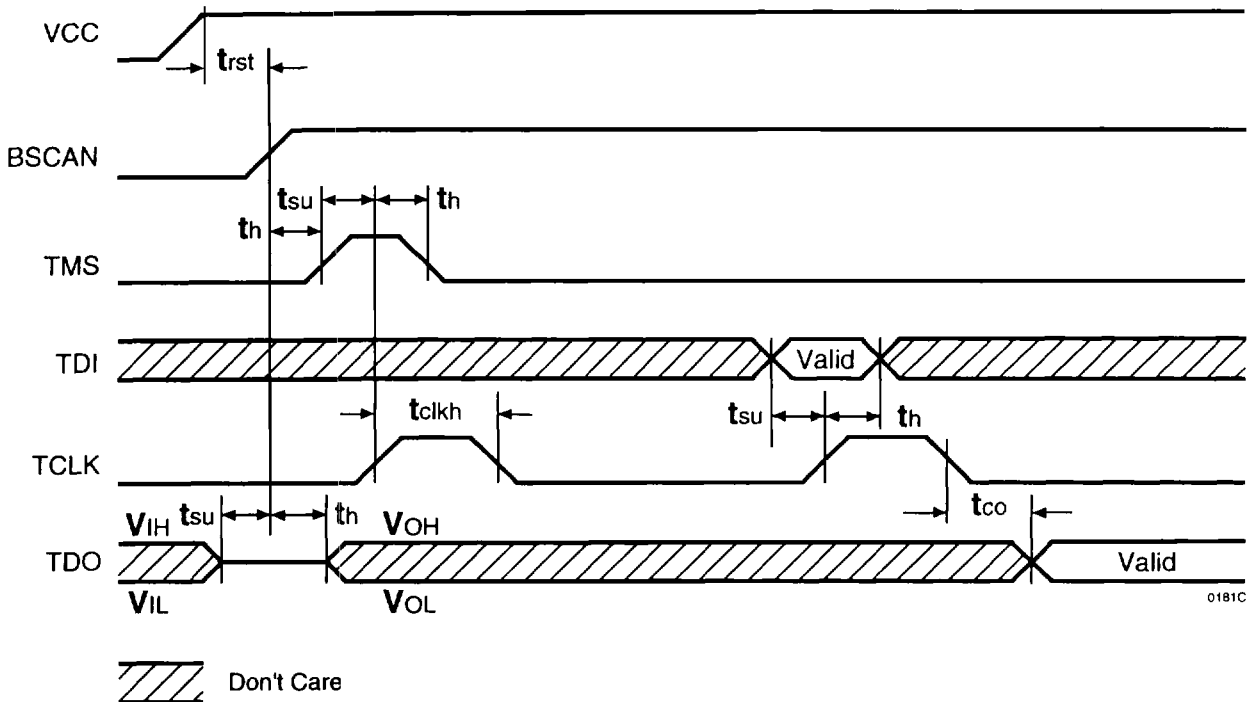 VCC
trst
BSCAN
tsu
th
th
TMS
TDI
Valid
tclkh
tsu
th
TCLK
tsu
th
tco
VIH
VOH
TDO
Valid
VIL
VOL
0181C
Don't Care